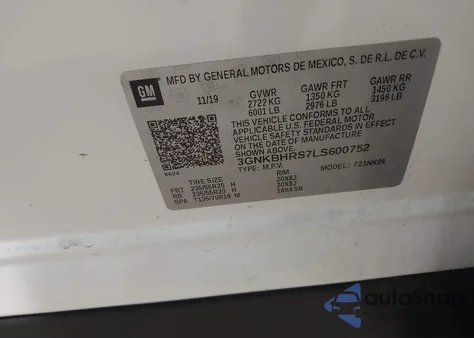 GM
MFD BY GENERAL MOTORS DE MEXICO, S. DE R.L. DE C.V.
11/19
GVWR GAWR FRT GAWR RR
2722 KG 1350 KG 1450 KG
6001 LB 2976 LB 3196 LB
THIS VEHICLE CONFORMS TO ALL
APPLICABLE U.S. FEDERAL MOTOR
VEHICLE SAFETY
STANDARDS IN EFFECT ON THE DATE OF
MANUFACTURE SHOWN ABOVE.
3GNKBHRS7LS600752
TYPE: M.P.V. MODEL: 721NK26
6624
TIRE SIZE RIM
FRT 235/55R20 H 20X8J
RR 235/55R20 H 20X8J
SPA T135/70R18 M 18X4.5B
autoSnap